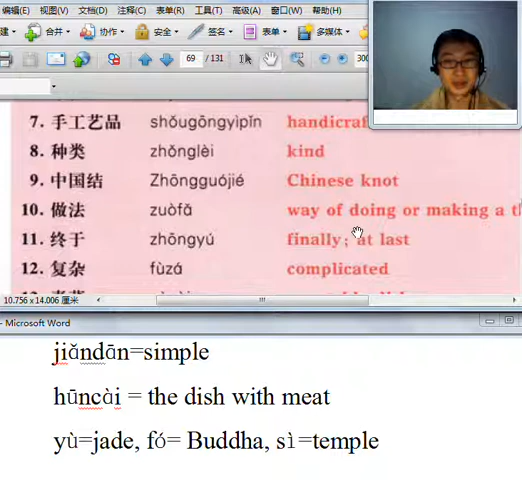 编辑(E) 视图(V) 文档(D) 注释(C) 表单(R) 高级(A) 窗口(W) 帮助(H)
建 合并 协作 安全 签名 表单 多媒体
69 / 131
7. 手工艺品 shǒugōngyìpǐn handicraf
8. 种类 zhǒnglèi kind
9. 中国结 Zhōngguójié Chinese knot
10. 做法 zuòfǎ way of doing or making a t
11. 终于 zhōngyú finally; at last
12. 复杂 fùzá complicated
10.756 x 14.006 厘米
- Microsoft Word
jiǎndān=simple
hūncài = the dish with meat
yù=jade, fó= Buddha, sì=temple